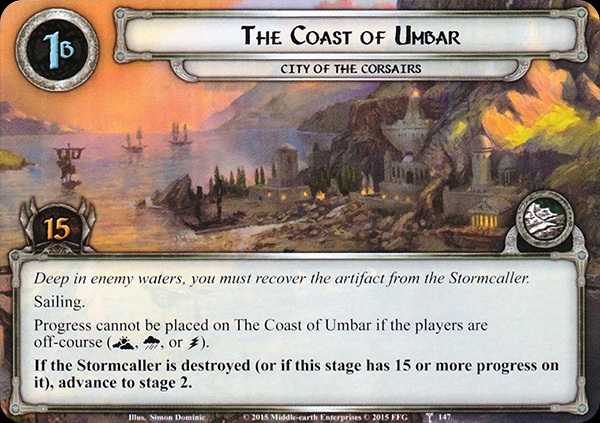 1B
THE COAST OF UMBAR
CITY OF THE CORSAIRS
15
Deep in enemy waters, you must recover the artifact from the Stormcaller.
Sailing.
Progress cannot be placed on The Coast of Umbar if the players are
off-course ( , , or ).
If the Stormcaller is destroyed (or if this stage has 15 or more progress on
it), advance to stage 2.
Illus. Simon Dominic © 2015 Middle-earth Enterprises © 2015 FFG 147